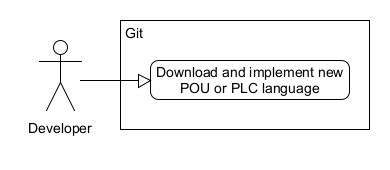 Git
Download and implement new
POU or PLC language
Developer